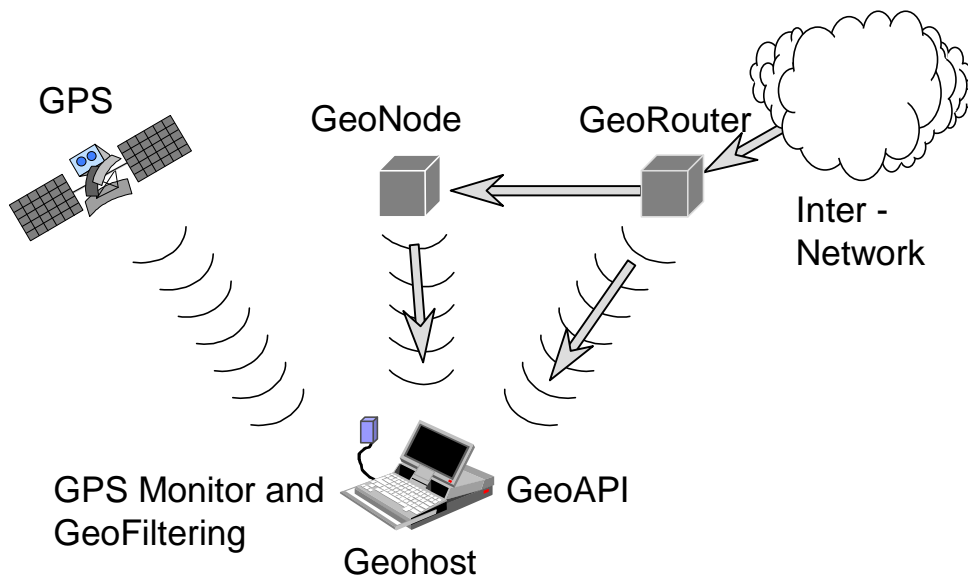 GPS
GeoNode
GeoRouter
Inter -
Network
GPS Monitor and
GeoFiltering
GeoAPI
Geohost